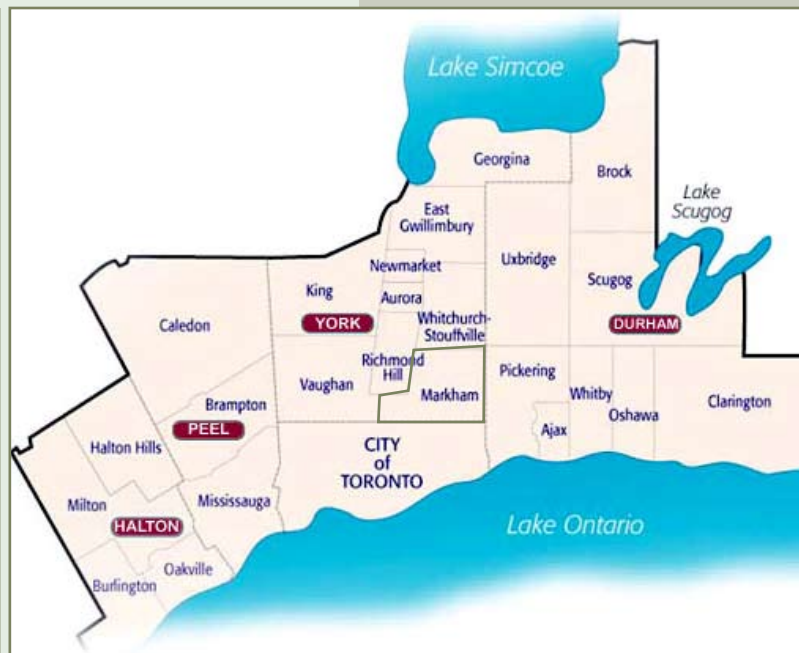 Lake Simcoe
Georgina
Brock
Lake
Scugog
East
Gwillimbury
Uxbridge
Newmarket
Scugog
King
Aurora
YORK
Whitchurch-
Stouffville
DURHAM
Caledon
Richmond
Hill
Vaughan
Markham
Pickering
Whitby
Oshawa
Clarington
Ajax
Brampton
PEEL
Halton Hills
CITY
of
TORONTO
Milton
Mississauga
HALTON
Lake Ontario
Oakville
Burlington